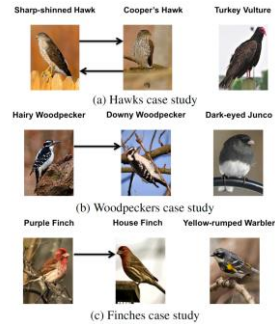 Sharp-shinned Hawk Cooper's Hawk Turkey Vulture
(a) Hawks case study
Hairy Woodpecker Downy Woodpecker Dark-eyed Junco
(b) Woodpeckers case study
Purple Finch House Finch Yellow-rumped Warbler
(c) Finches case study